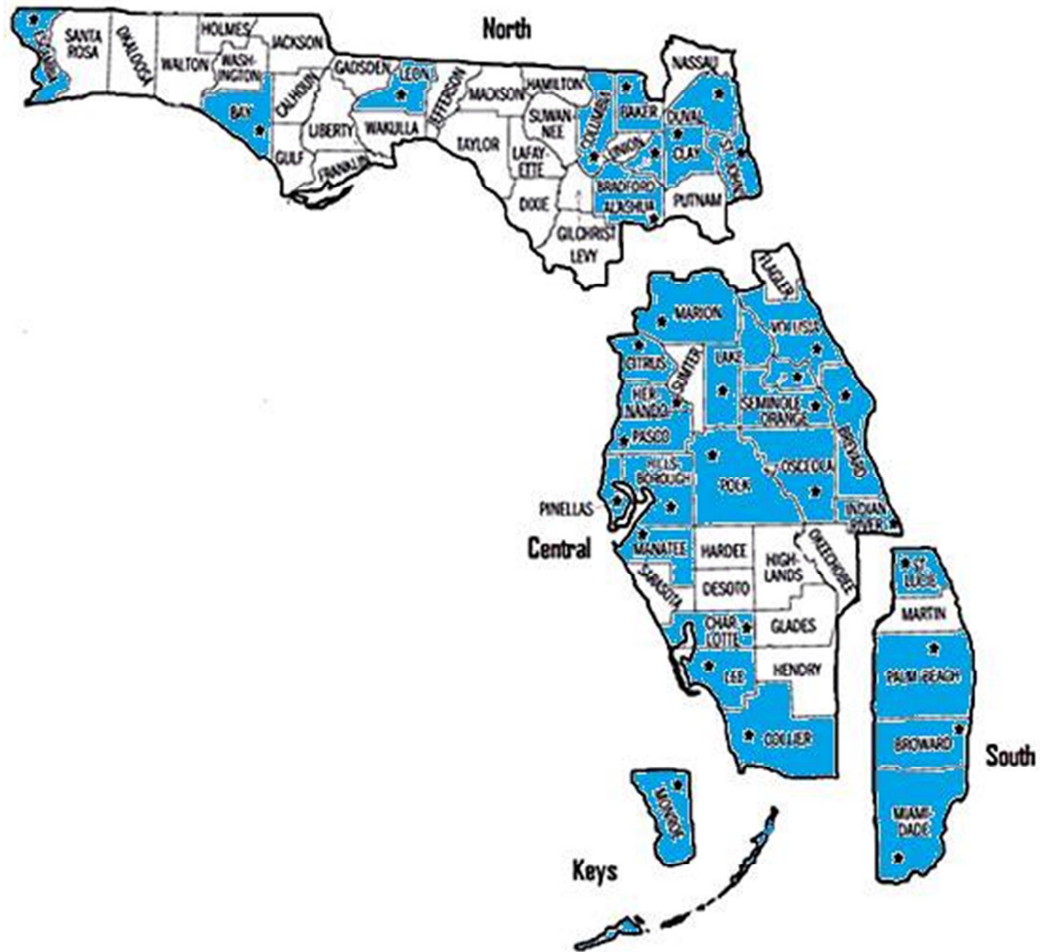 North
ESCAMBIA
SANTA
ROSA
OKALOOSA
WALTON
HOLMES
WASH-
INGTON
JACKSON
BAY
CALHOUN
GULF
LIBERTY
GADSDEN
FRANKLIN
LEON
WAKULLA
JEFFERSON
MADISON
TAYLOR
HAMILTON
SUWAN-
NEE
LAFAY-
ETTE
DIXIE
COLUMBIA
BAKER
UNION
BRADFORD
ALACHUA
GILCHRIST
LEVY
NASSAU
DUVAL
CLAY
ST. JOHNS
PUTNAM
FLAGLER
MARION
VOLUSIA
CITRUS
SUMTER
LAKE
HER-
NANDO
SEMINOLE
ORANGE
PASCO
BREVARD
HILLS-
BOROUGH
POLK
OSCEOLA
PINELLAS
INDIAN
RIVER
Central
MANATEE
HARDEE
HIGH-
LANDS
OKEECHOBEE
SARASOTA
DESOTO
CHAR-
LOTTE
GLADES
LEE
HENDRY
COLLIER
ST.
LUCIE
MARTIN
PALM BEACH
BROWARD
South
MIAMI-
DADE
MONROE
Keys